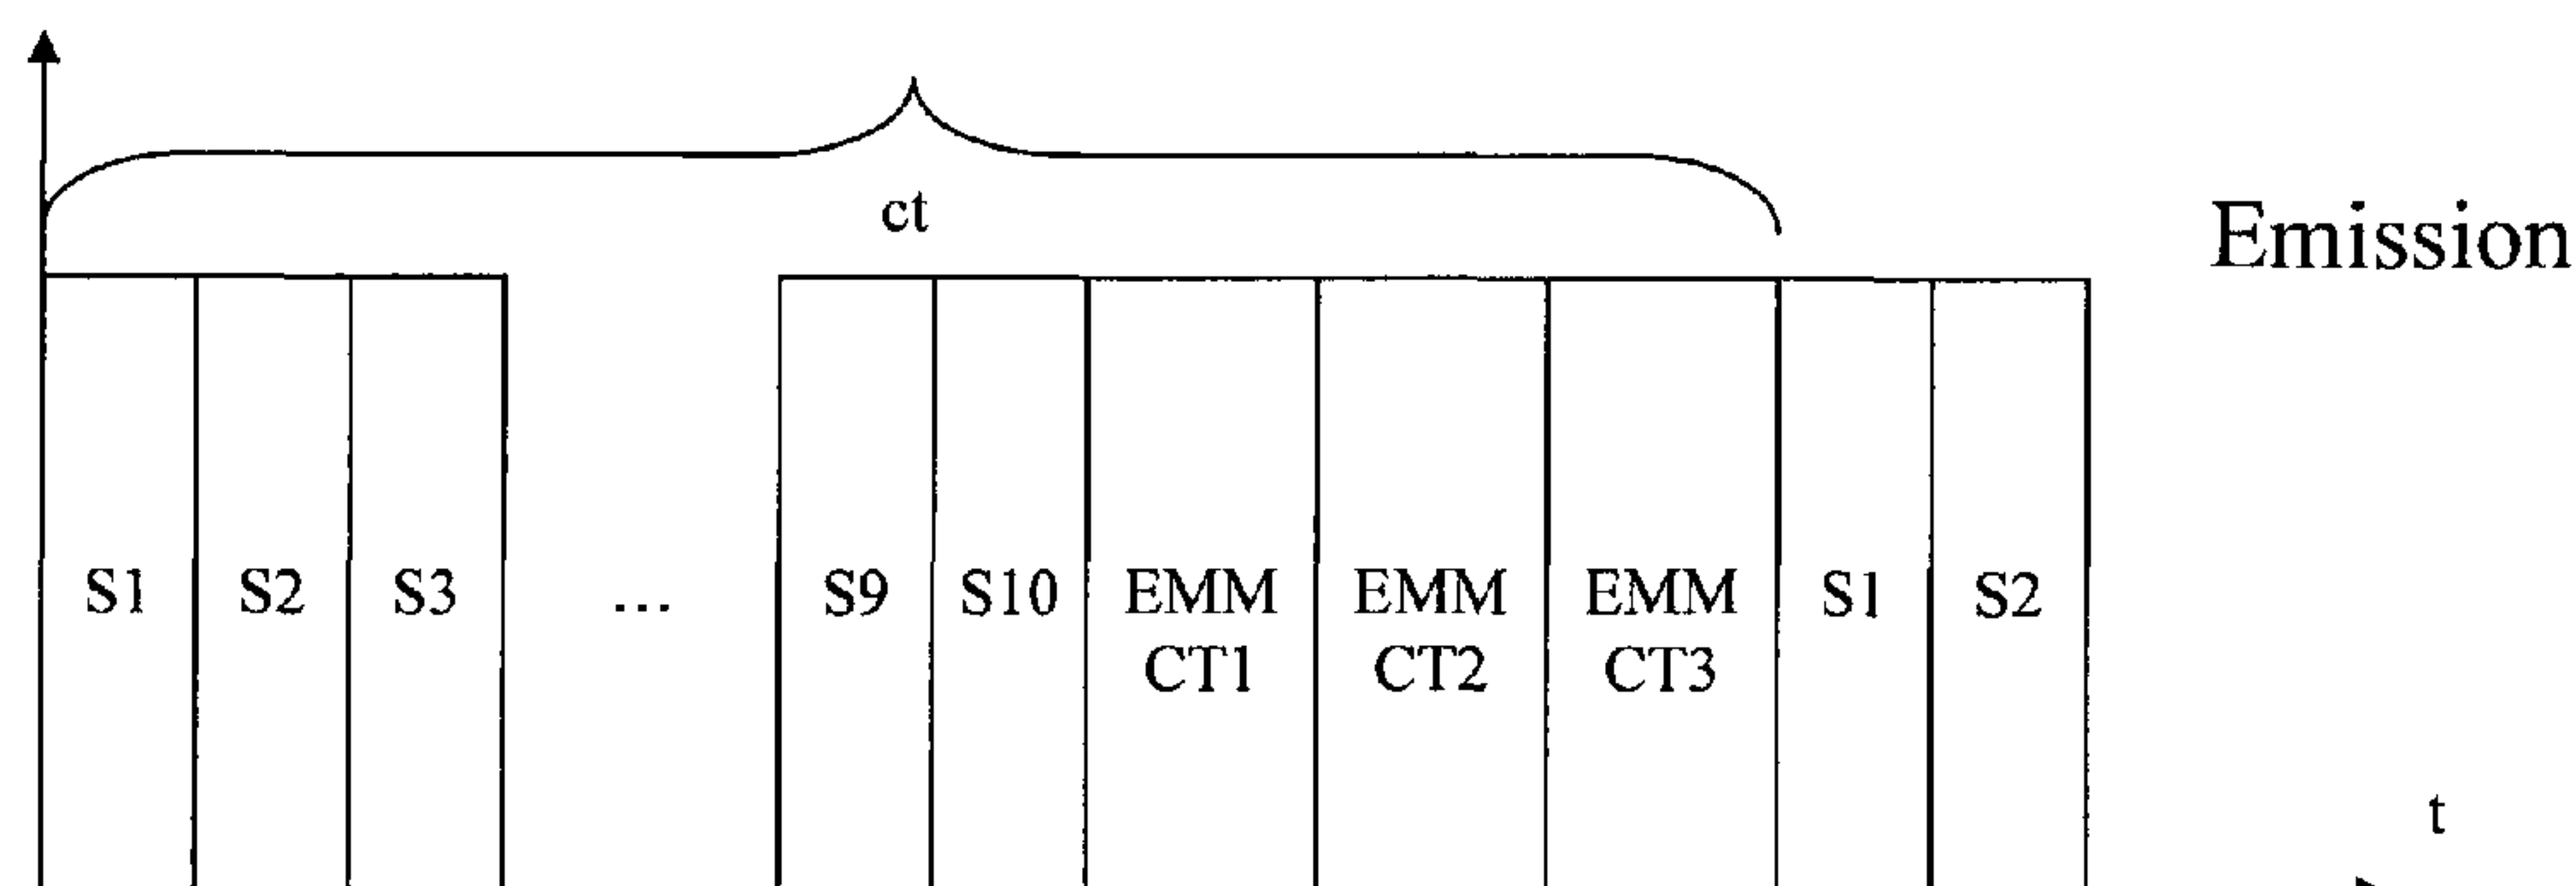 ct
Emission
S1 S2 S3 ... S9 S10 EMM CT1 EMM CT2 EMM CT3 S1 S2
t